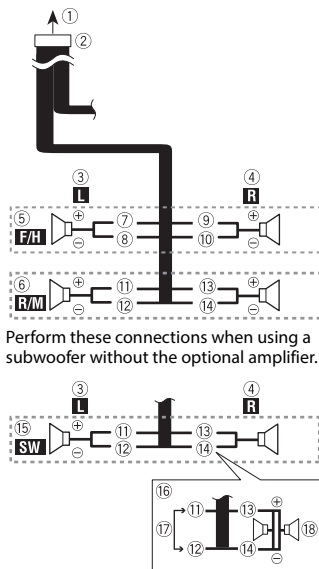 ①
②
③ ④
L R
⑤ ⊕ ⑦ ⑨ ⊕
F/H ⊖ ⑧ ⑩ ⊖
⑥ ⊕ ⑪ ⑬ ⊕
R/M ⊖ ⑫ ⑭ ⊖
Perform these connections when using a
subwoofer without the optional amplifier.
③ ④
L R
⑮ ⊕ ⑪ ⑬ ⊕
SW ⊖ ⑫ ⑭ ⊖
⑯
⑪ ⑬ ⊕
⑰ ⑱
⑫ ⑭ ⊖